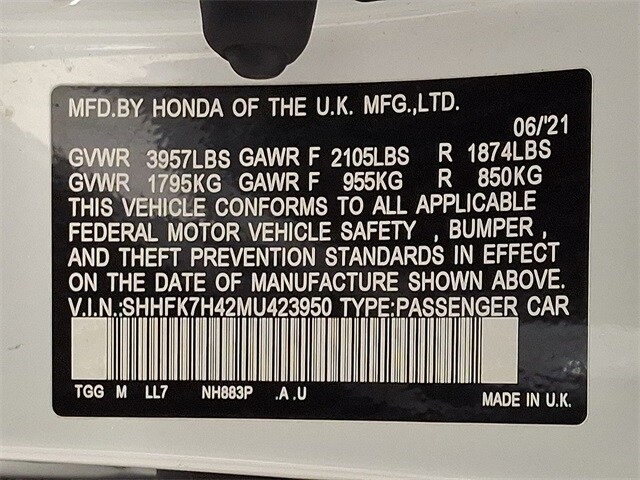 MFD.BY HONDA OF THE U.K. MFG.,LTD.
06/'21
GVWR 3957LBS GAWR F 2105LBS R 1874LBS
GVWR 1795KG GAWR F 955KG R 850KG
THIS VEHICLE CONFORMS TO ALL APPLICABLE
FEDERAL MOTOR VEHICLE SAFETY , BUMPER ,
AND THEFT PREVENTION STANDARDS IN EFFECT
ON THE DATE OF MANUFACTURE SHOWN ABOVE.
V.I.N.:SHHFK7H42MU423950 TYPE:PASSENGER CAR
TGG M LL7 NH883P .A .U MADE IN U.K.